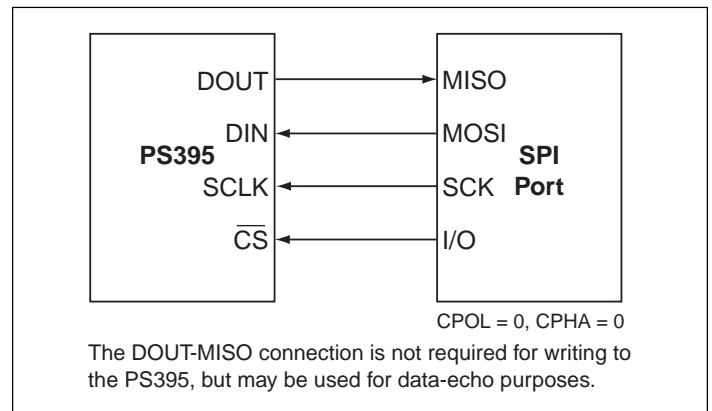 DOUT MISO
DIN MOSI
PS395 SPI
SCLK SCK Port
C̅S̅ I/O
CPOL = 0, CPHA = 0
The DOUT-MISO connection is not required for writing to
the PS395, but may be used for data-echo purposes.